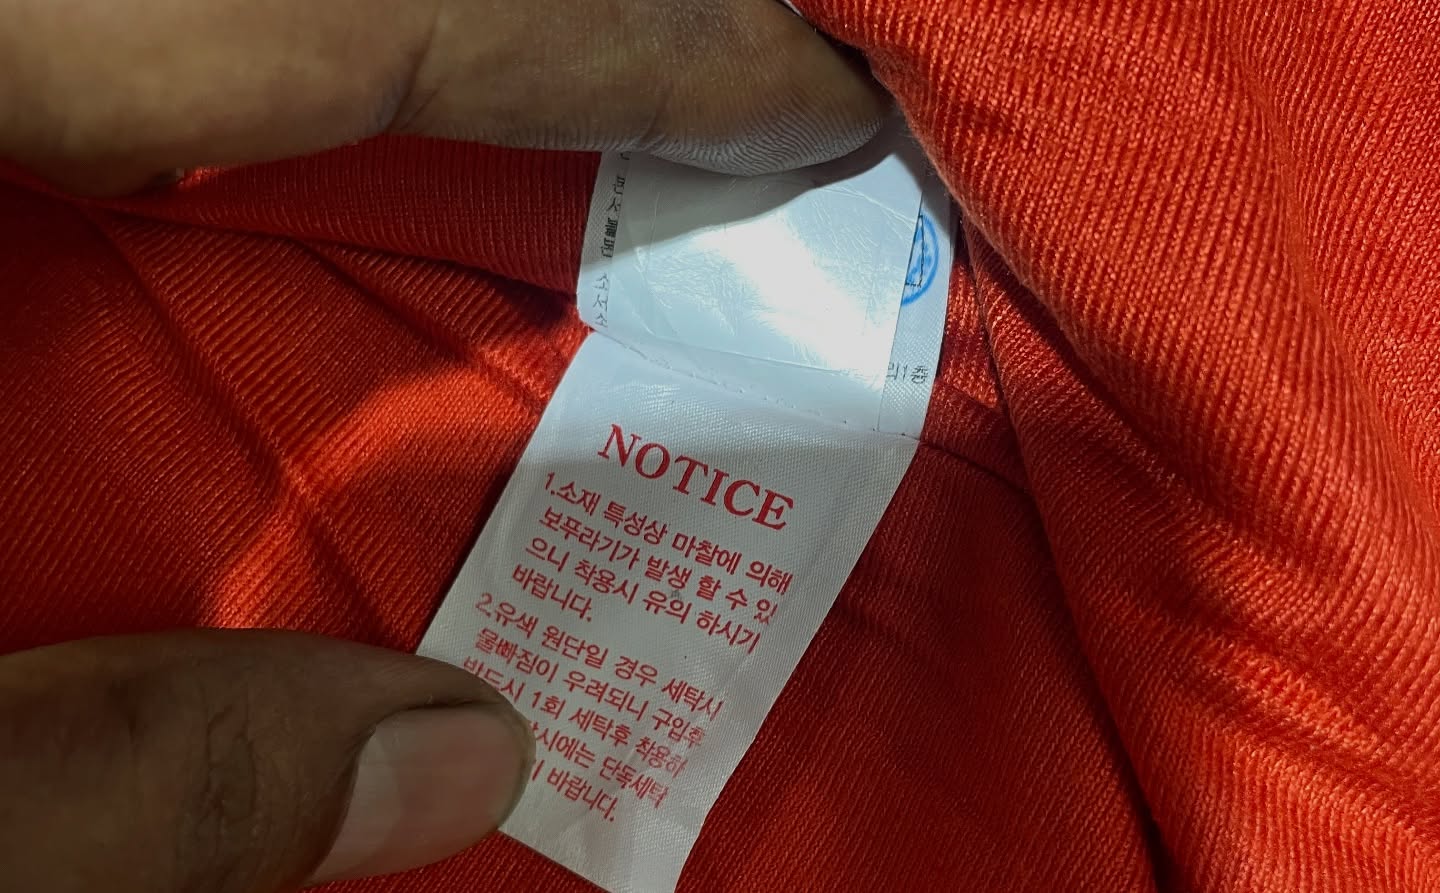 NOTICE
1.소재 특성상 마찰에 의해
보푸라기가 발생 할 수 있
으니 착용시 유의 하시기
바랍니다.
2.유색 원단일 경우 세탁시
물빠짐이 우려되니 구입후
반드시 1회 세탁후 착용하
시에는 단독세탁
바랍니다.